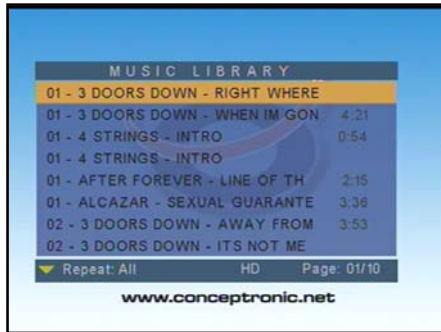 MUSIC LIBRARY
01 - 3 DOORS DOWN - RIGHT WHERE
01 - 3 DOORS DOWN - WHEN IM GON 4:21
01 - 4 STRINGS - INTRO 0:54
01 - 4 STRINGS - INTRO
01 - AFTER FOREVER - LINE OF TH 2:15
01 - ALCAZAR - SEXUAL GUARANTE 3:36
02 - 3 DOORS DOWN - AWAY FROM 3:53
02 - 3 DOORS DOWN - ITS NOT ME
Repeat: All HD Page: 01/10
www.conceptronic.net